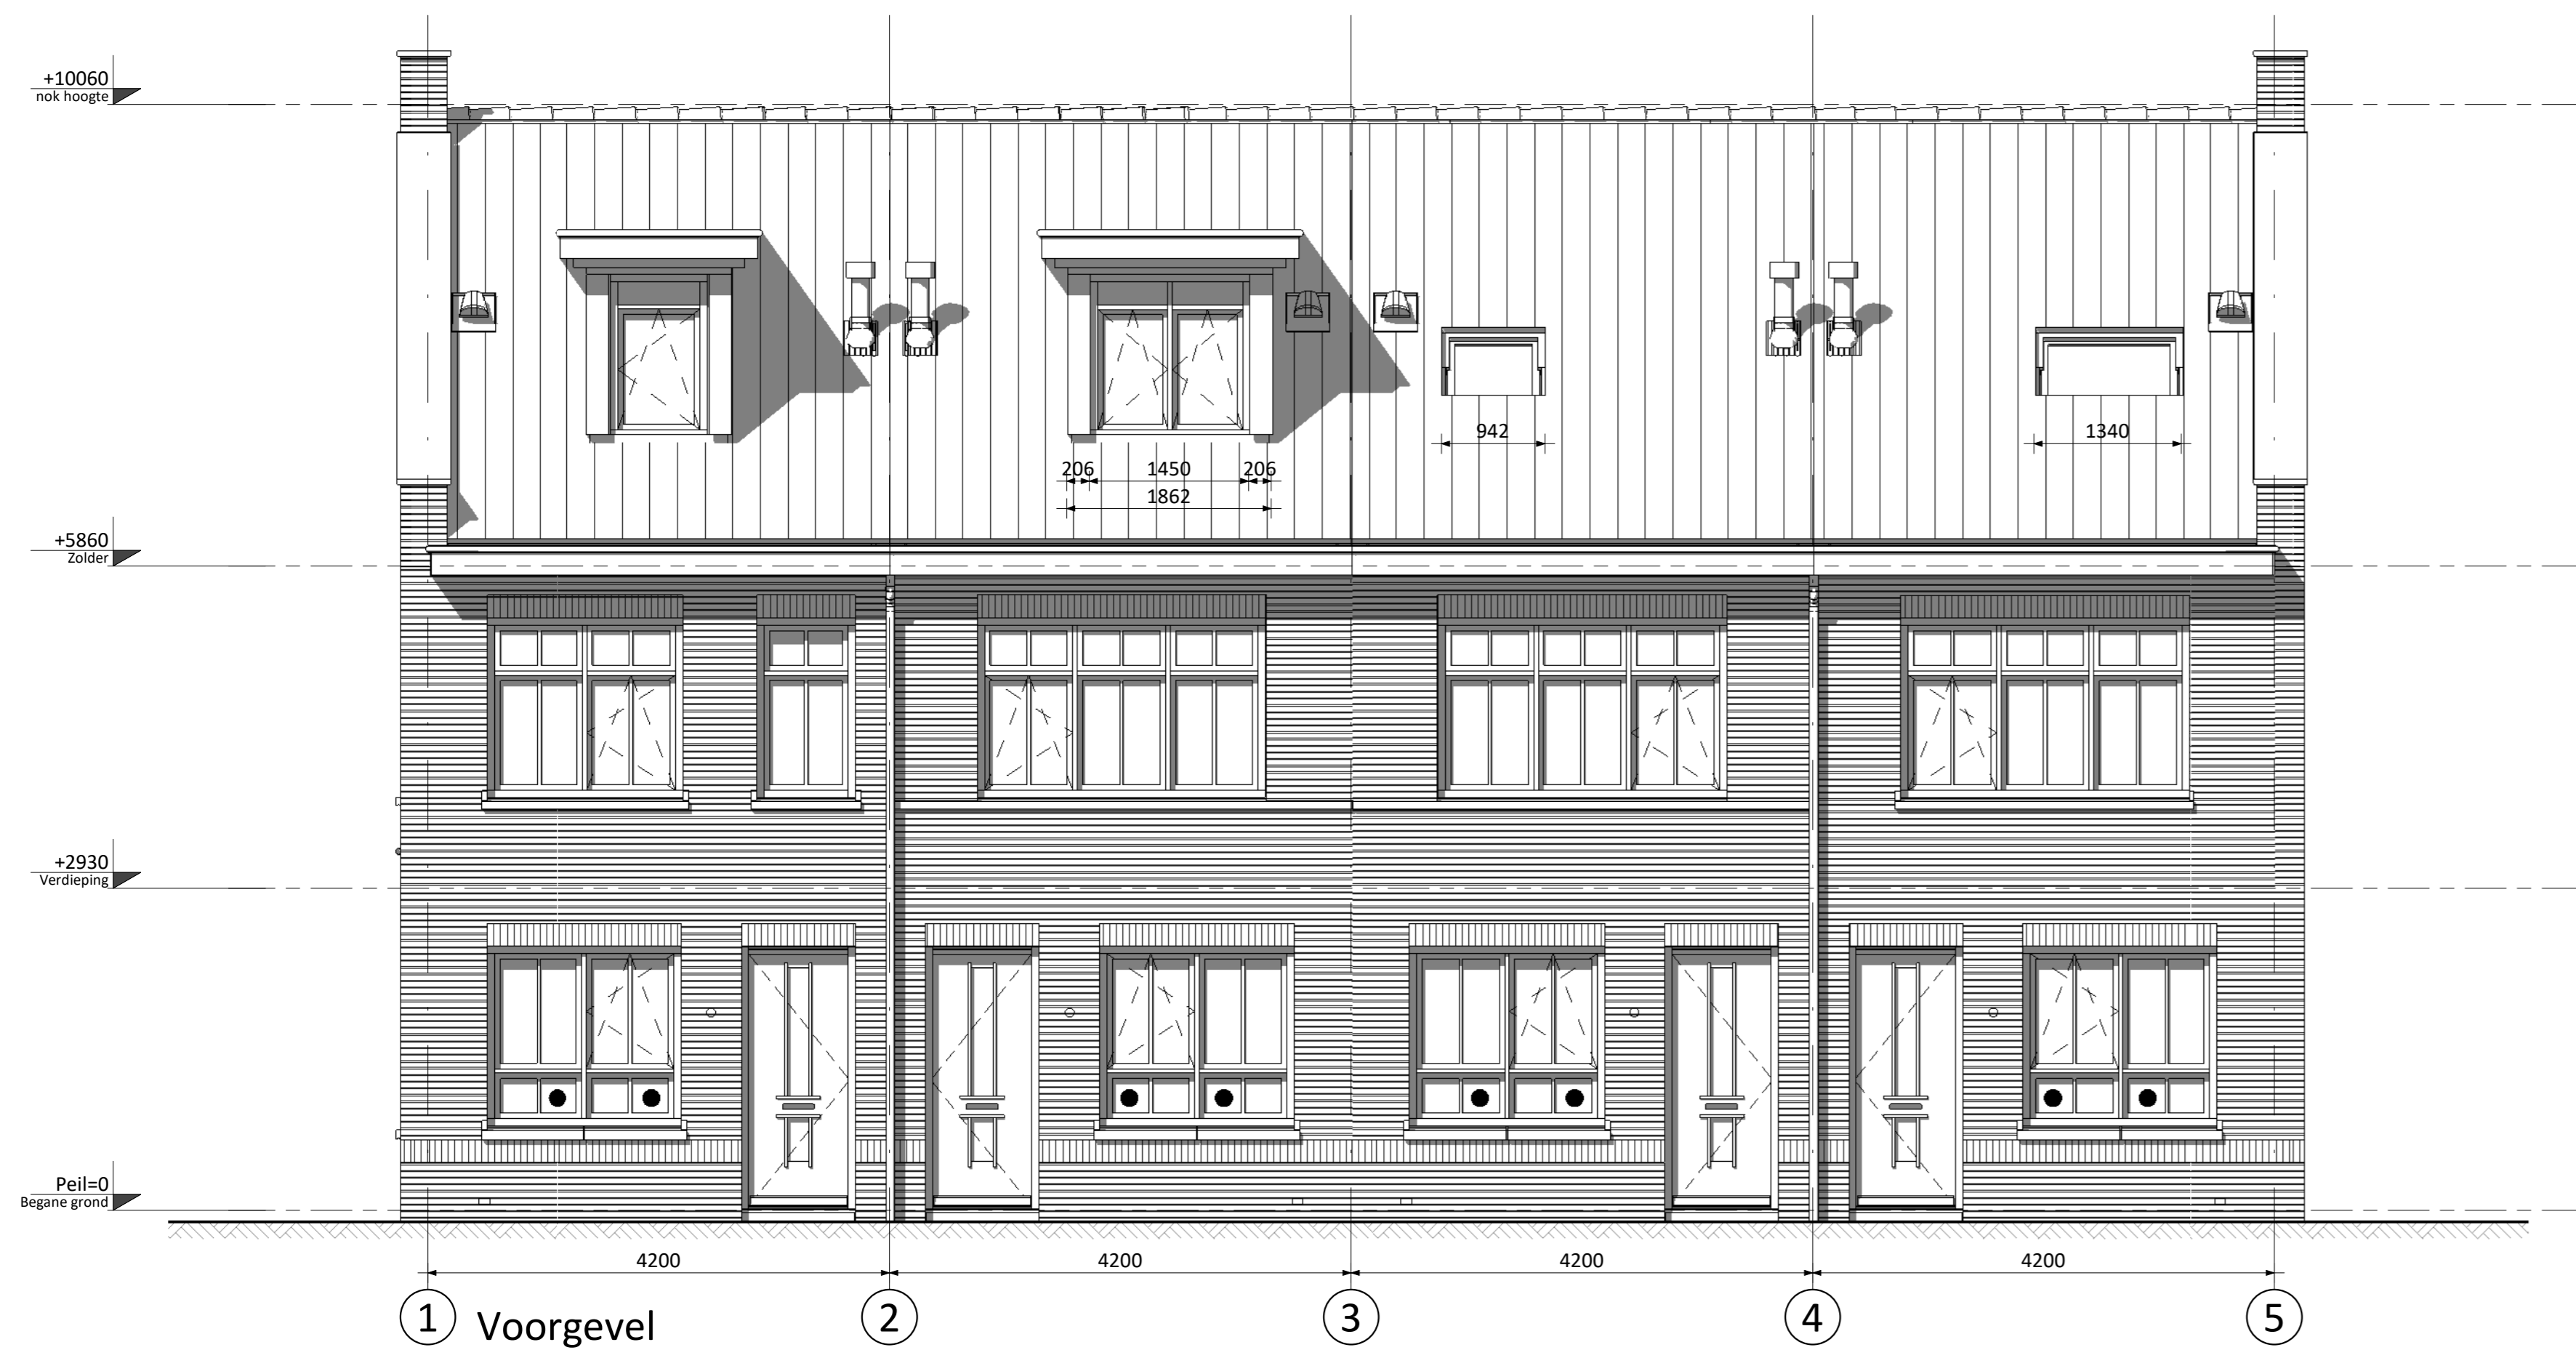 +10060
nok hoogte
942
1340
206 1450 206
1862
+5860
Zolder
+2930
Verdieping
Peil=0
Begane grond
4200 4200 4200 4200
1 Voorgevel 2 3 4 5